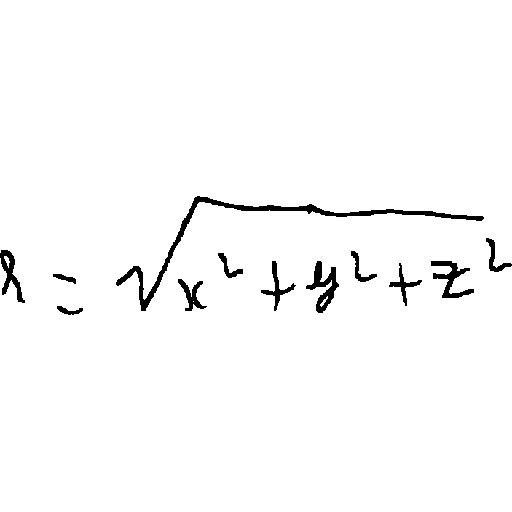 r = √(x² + y² + z²)